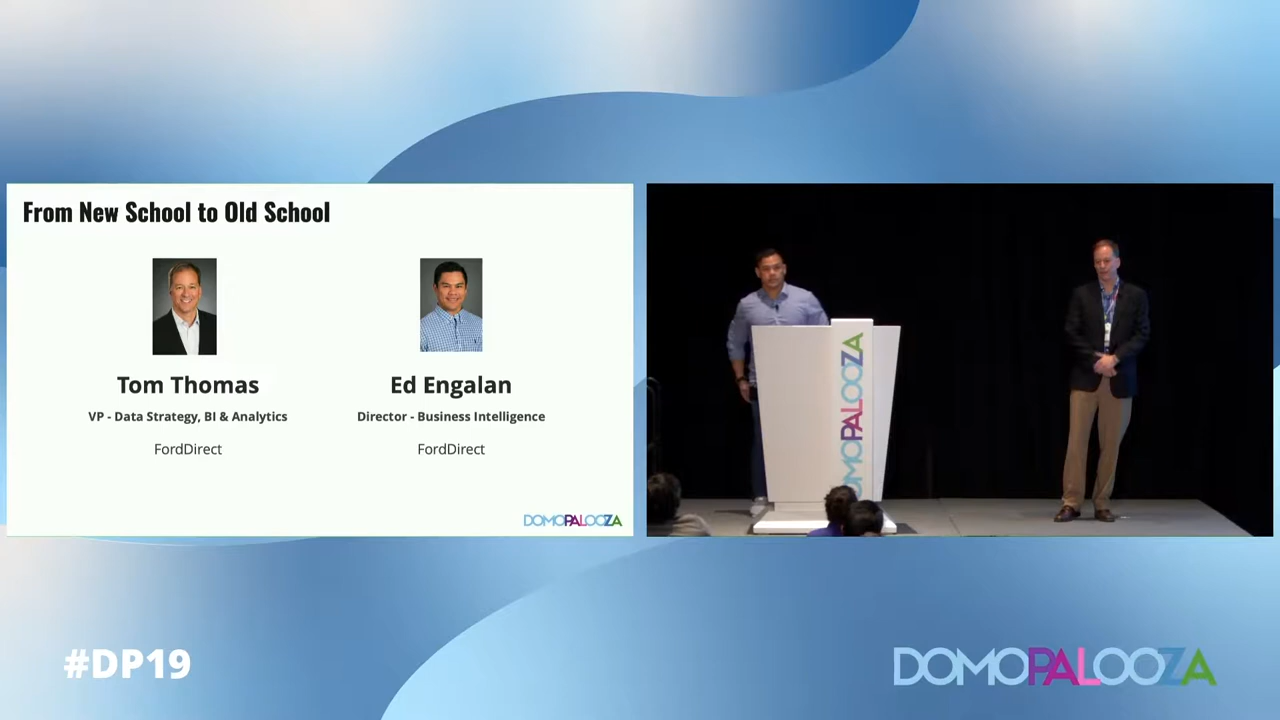 From New School to Old School
Tom Thomas
VP - Data Strategy, BI & Analytics
FordDirect
Ed Engalan
Director - Business Intelligence
FordDirect
DOMOPALOOZA
DOMOPALOOZA
#DP19
DOMOPALOOZA